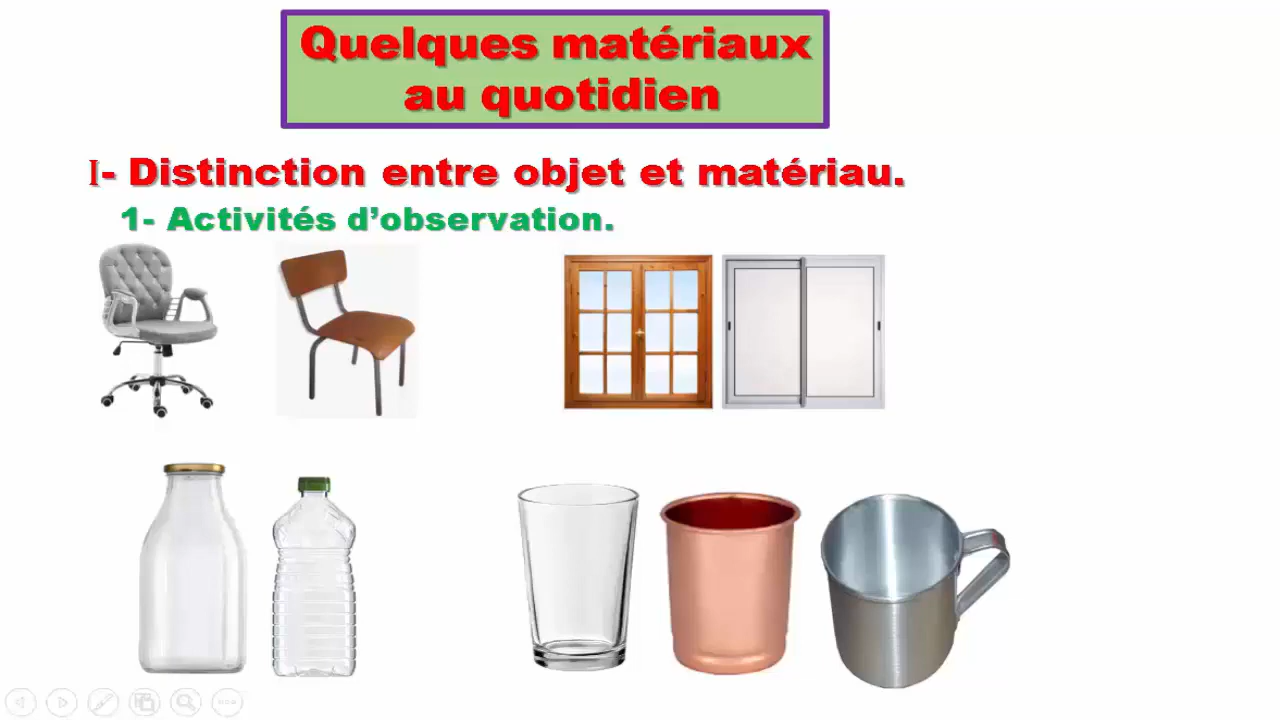 Quelques matériaux
au quotidien
I- Distinction entre objet et matériau.
1- Activités d’observation.